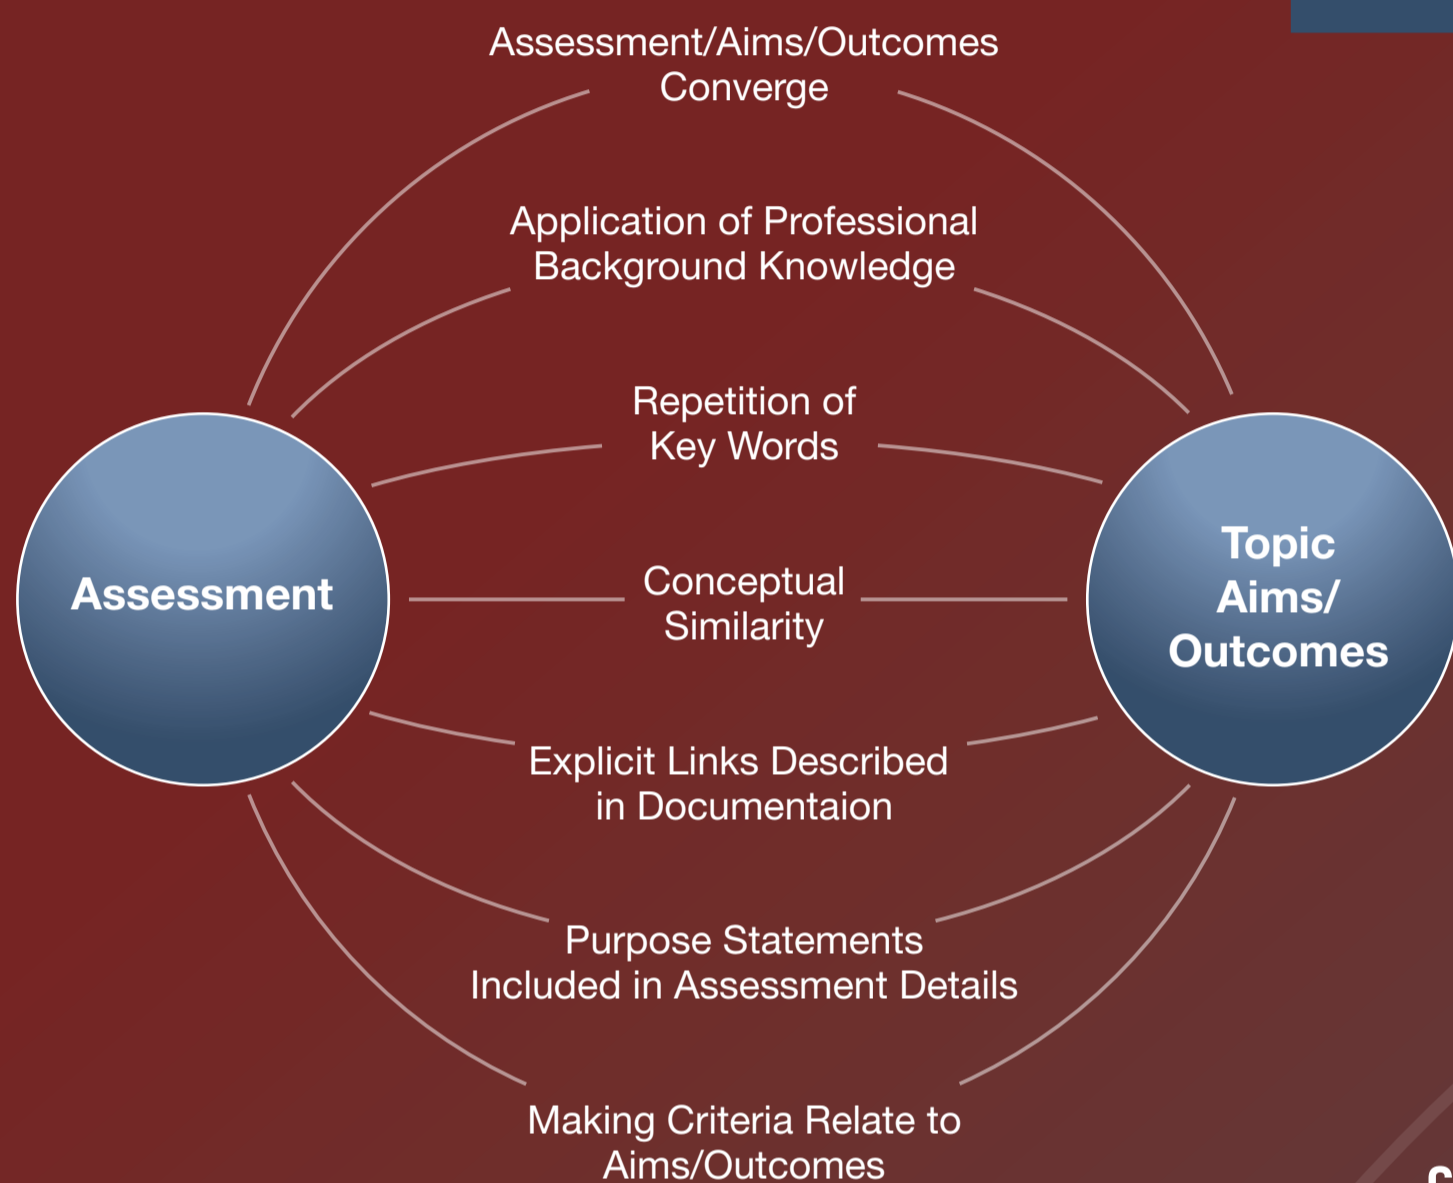 Assessment/Aims/Outcomes
Converge
Application of Professional
Background Knowledge
Repetition of
Key Words
Conceptual
Similarity
Assessment
Topic
Aims/
Outcomes
Explicit Links Described
in Documentaion
Purpose Statements
Included in Assessment Details
Making Criteria Relate to
Aims/Outcomes